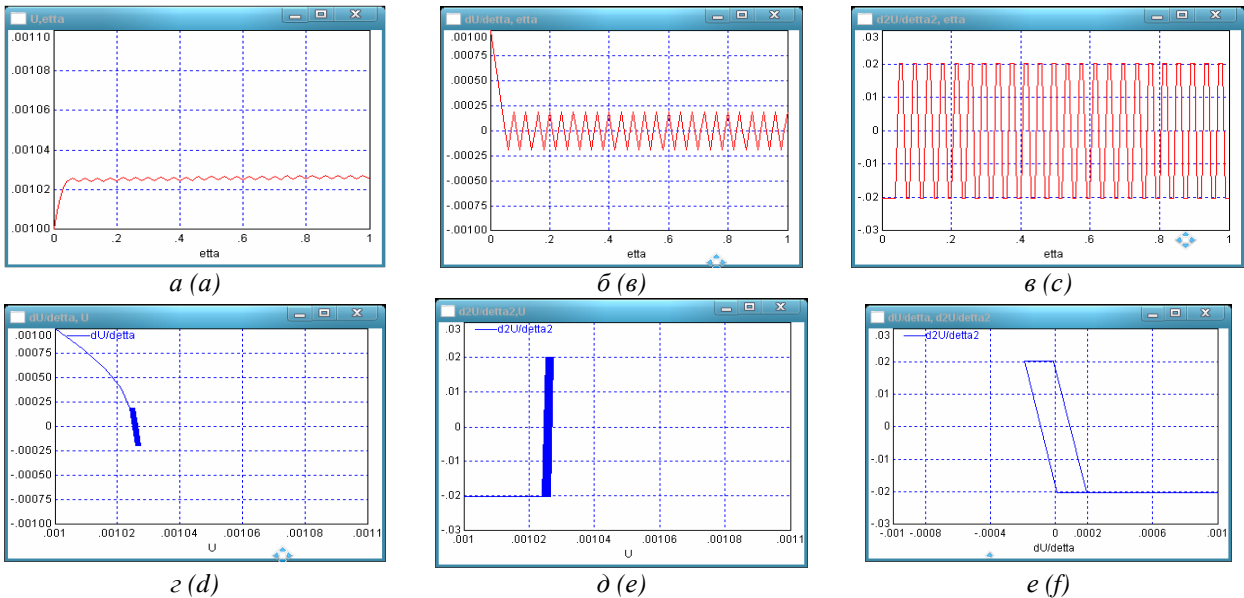 U,etta
.00110
.00108
.00106
.00104
.00102
.00100
0 .2 .4 .6 .8 1
etta
а (a)
dU/detta, etta
.00100
.00075
.00050
.00025
0
-.00025
-.00050
-.00075
-.00100
0 .2 .4 .6 .8 1
etta
б (в)
d2U/detta2, etta
.03
.02
.01
0
-.01
-.02
-.03
0 .2 .4 .6 .8 1
etta
в (c)
dU/detta, U
dU/detta
.00100
.00075
.00050
.00025
0
-.00025
-.00050
-.00075
-.00100
.001 .00102 .00104 .00106 .00108 .0011
U
г (d)
d2U/detta2,U
d2U/detta2
.03
.02
.01
0
-.01
-.02
-.03
.001 .00102 .00104 .00106 .00108 .0011
U
д (e)
dU/detta, d2U/detta2
d2U/detta2
.03
.02
.01
0
-.01
-.02
-.03
-.001 -.0008 -.0004 0 .0002 .0006 .001
dU/detta
е (f)